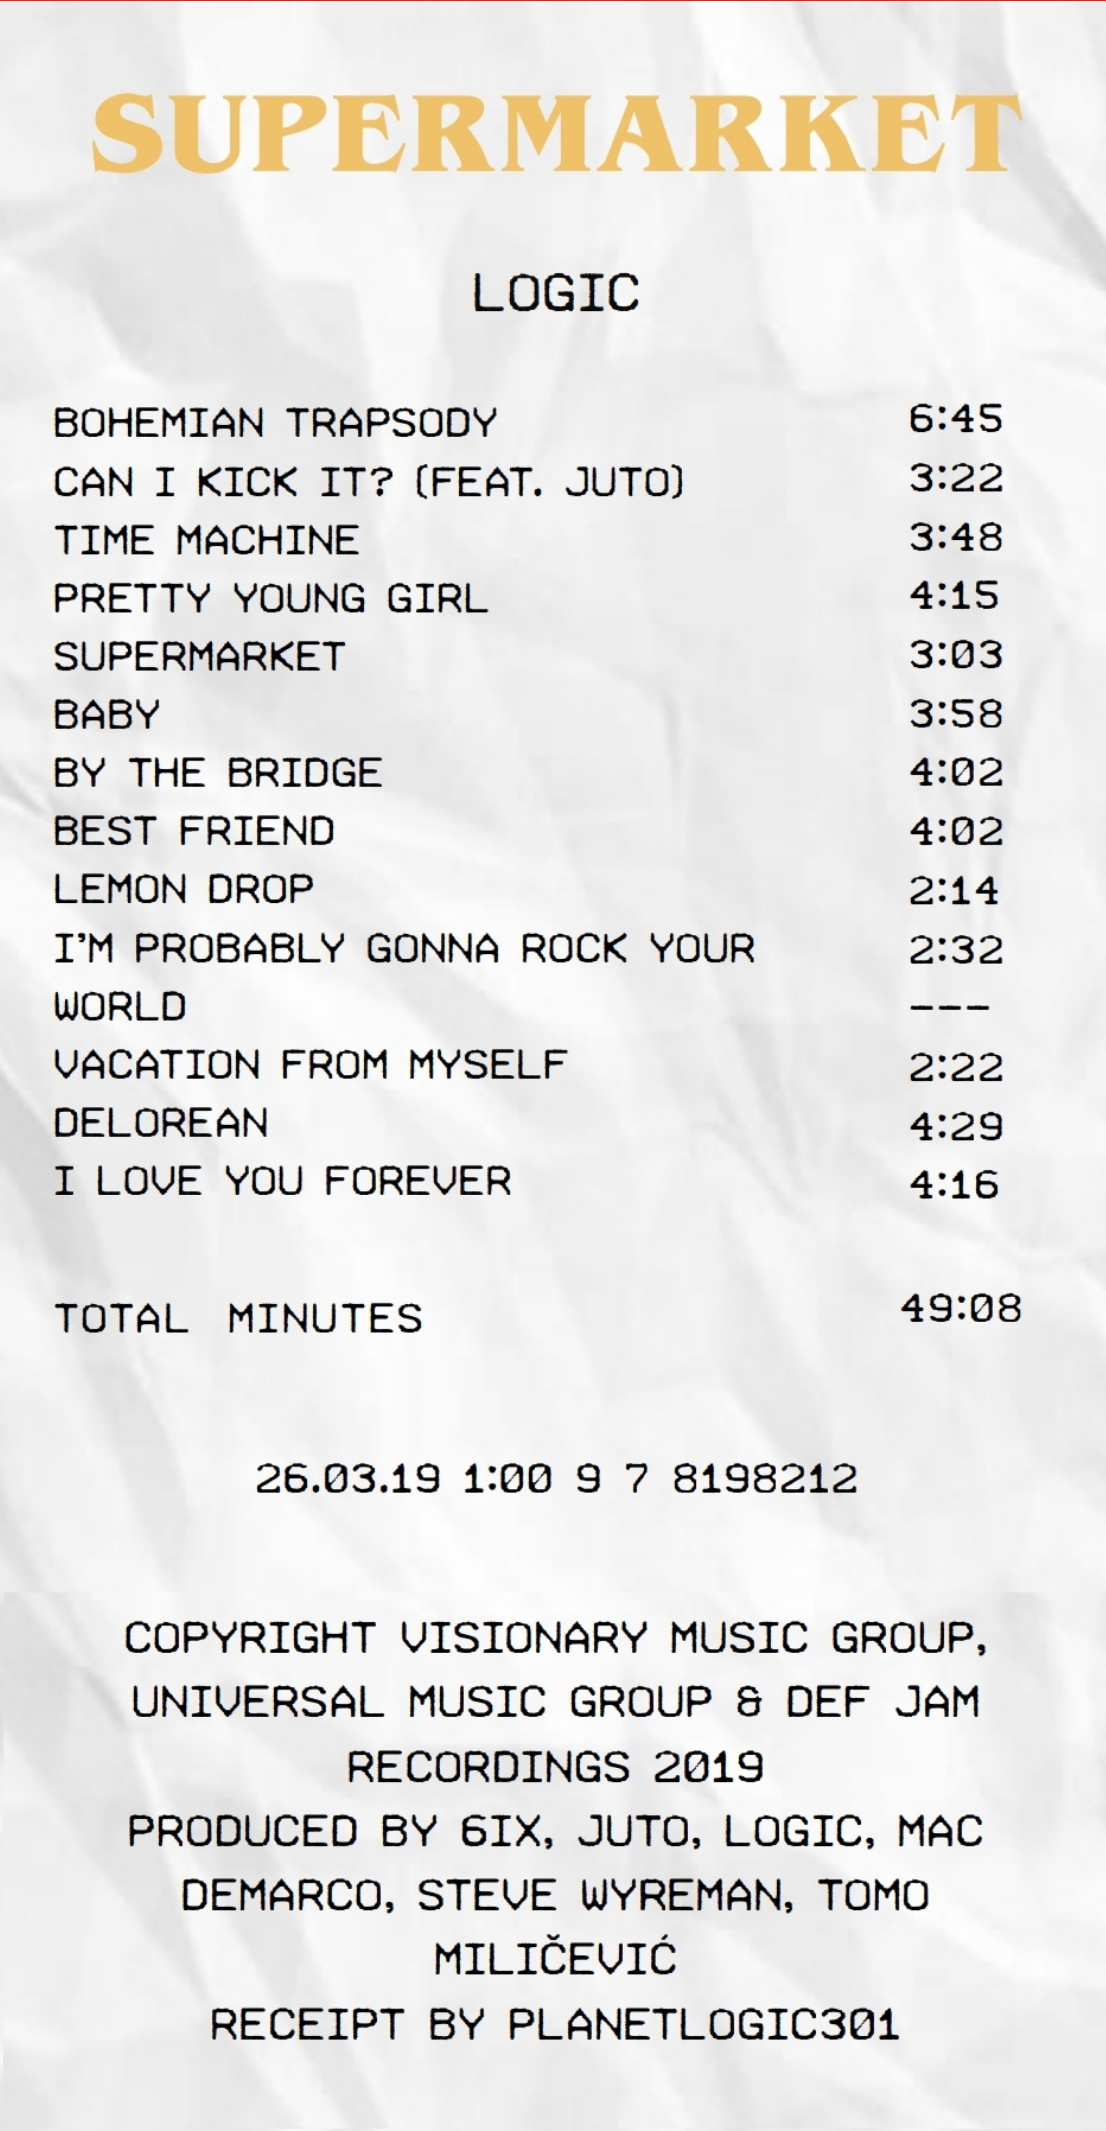 SUPERMARKET
LOGIC
BOHEMIAN TRAPSODY 6:45
CAN I KICK IT? (FEAT. JUTO) 3:22
TIME MACHINE 3:48
PRETTY YOUNG GIRL 4:15
SUPERMARKET 3:03
BABY 3:58
BY THE BRIDGE 4:02
BEST FRIEND 4:02
LEMON DROP 2:14
I'M PROBABLY GONNA ROCK YOUR 2:32
WORLD ---
VACATION FROM MYSELF 2:22
DELOREAN 4:29
I LOVE YOU FOREVER 4:16
TOTAL MINUTES 49:08
26.03.19 1:00 9 7 8198212
COPYRIGHT VISIONARY MUSIC GROUP,
UNIVERSAL MUSIC GROUP & DEF JAM
RECORDINGS 2019
PRODUCED BY 6IX, JUTO, LOGIC, MAC
DEMARCO, STEVE WYREMAN, TOMO
MILIČEVIĆ
RECEIPT BY PLANETLOGIC301